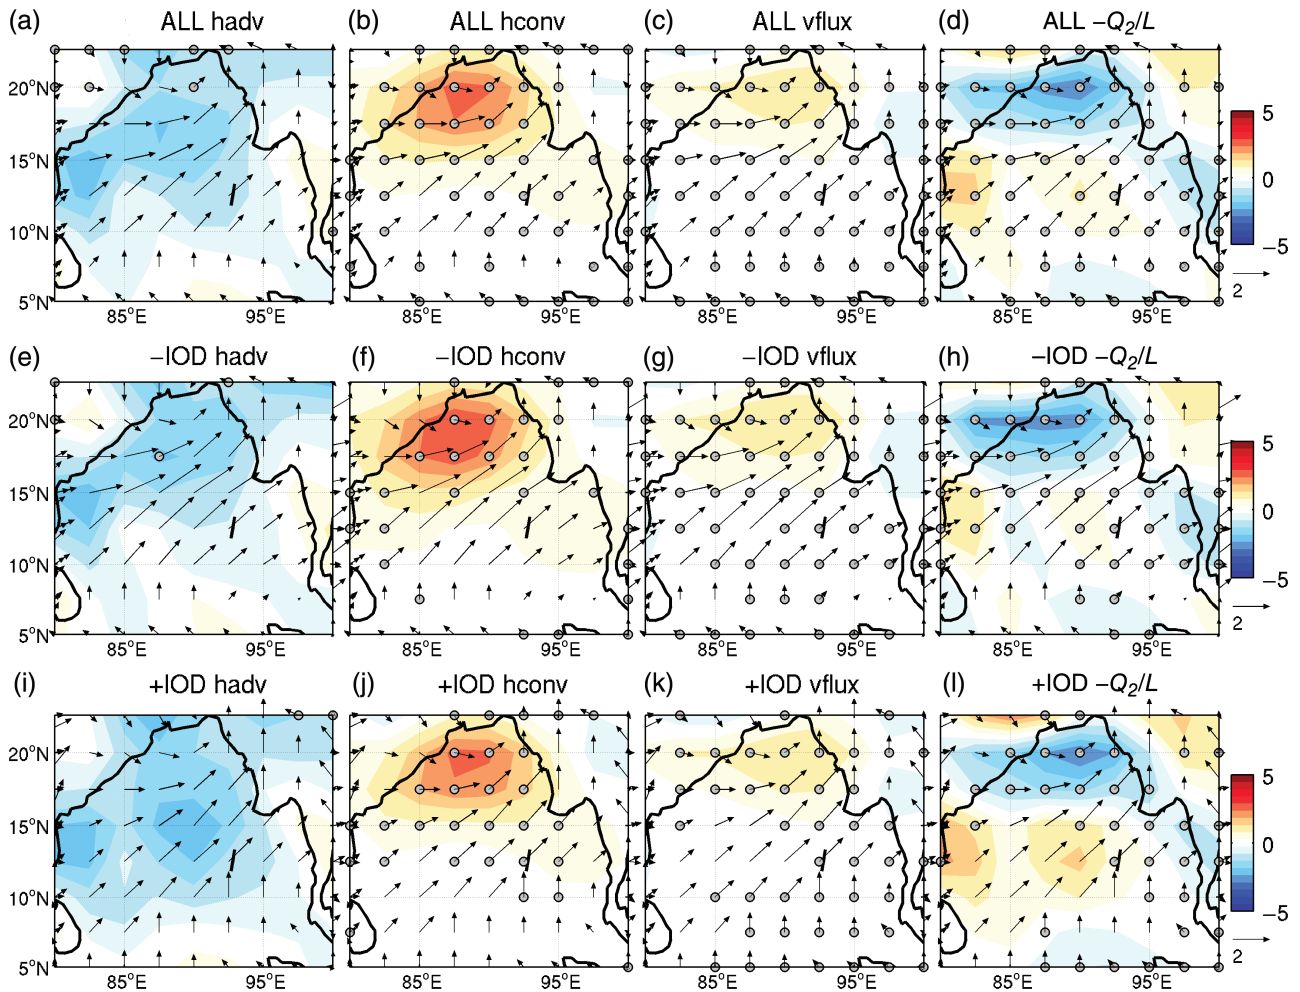 (a) ALL hadv (b) ALL hconv (c) ALL vflux (d) ALL −Q₂/L
20°N
15°N
10°N
5°N
85°E 95°E 85°E 95°E 85°E 95°E 85°E 95°E
5
0
−5
2
(e) −IOD hadv (f) −IOD hconv (g) −IOD vflux (h) −IOD −Q₂/L
20°N
15°N
10°N
5°N
85°E 95°E 85°E 95°E 85°E 95°E 85°E 95°E
5
0
−5
2
(i) +IOD hadv (j) +IOD hconv (k) +IOD vflux (l) +IOD −Q₂/L
20°N
15°N
10°N
5°N
85°E 95°E 85°E 95°E 85°E 95°E 85°E 95°E
5
0
−5
2